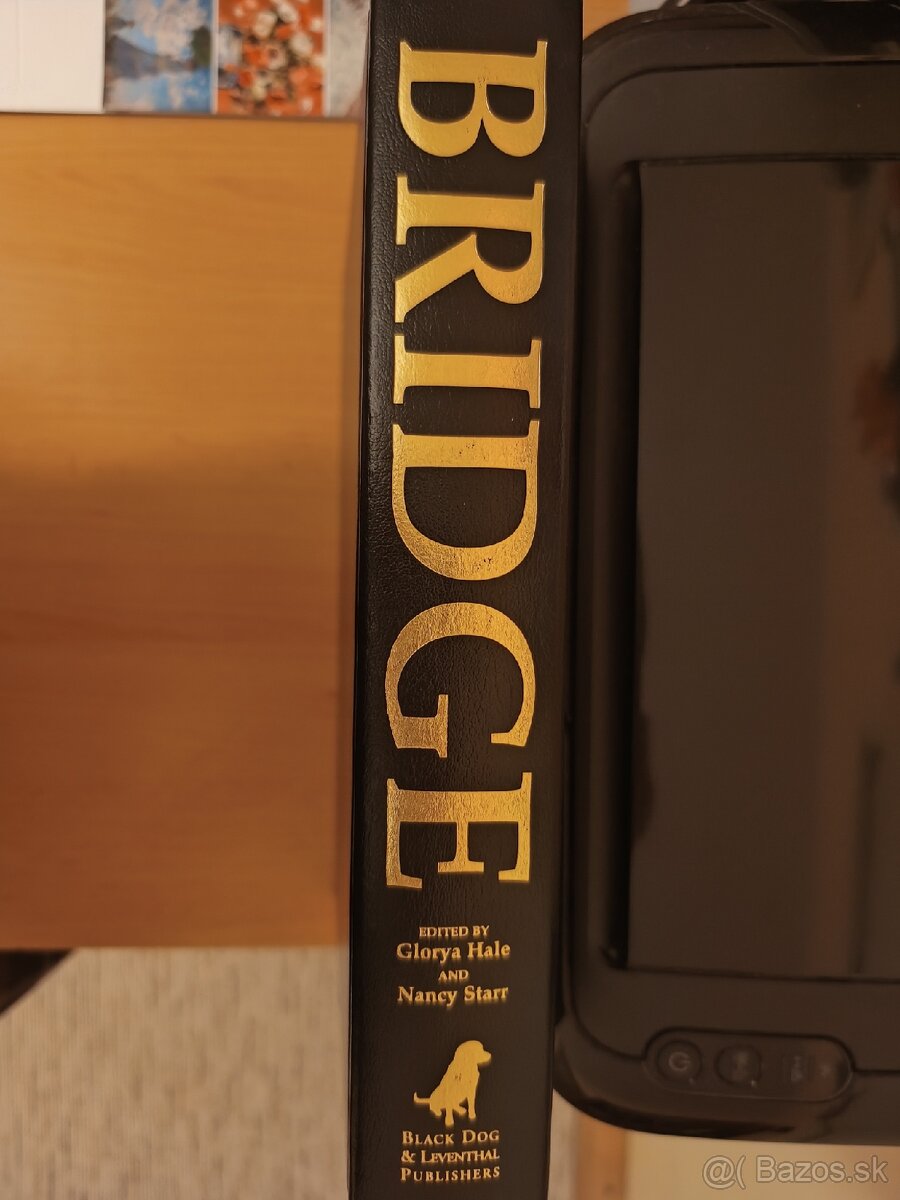 BRIDGE
EDITED BY
Glorya Hale
AND
Nancy Starr
BLACK DOG
& LEVENTHAL
PUBLISHERS
@( Bazos.sk